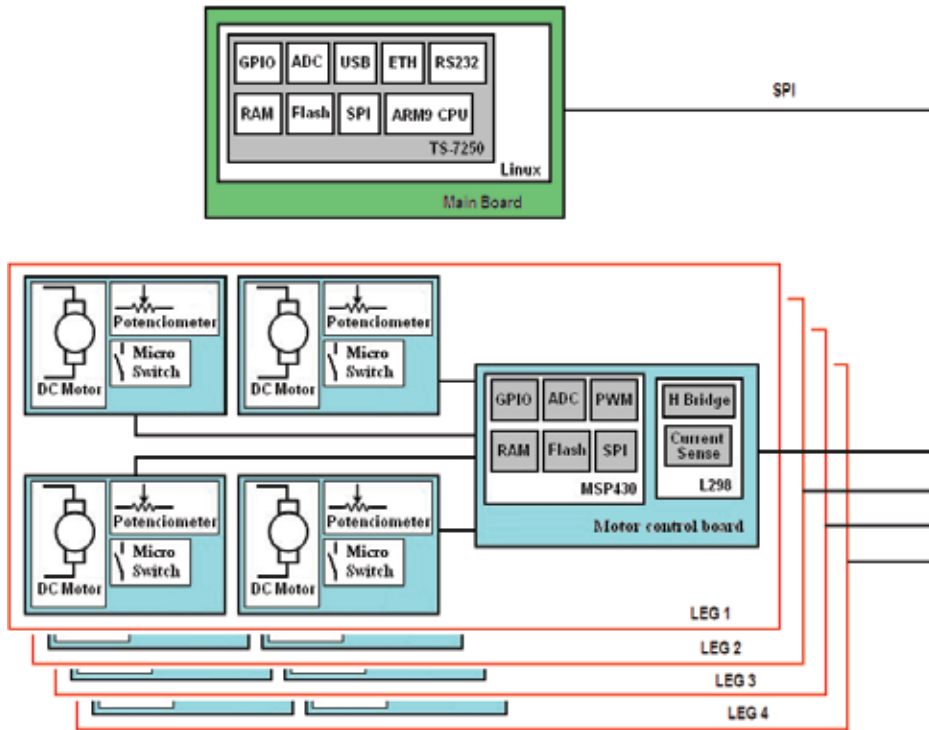 GPIO ADC USB ETH RS232
RAM Flash SPI ARM9 CPU
TS-7250
Linux
Main Board
SPI
DC Motor
Potenciometer
Micro
Switch
DC Motor
Potenciometer
Micro
Switch
GPIO ADC PWM
RAM Flash SPI
MSP430
H Bridge
Current
Sense
L298
Motor control board
DC Motor
Potenciometer
Micro
Switch
DC Motor
Potenciometer
Micro
Switch
LEG 1
LEG 2
LEG 3
LEG 4